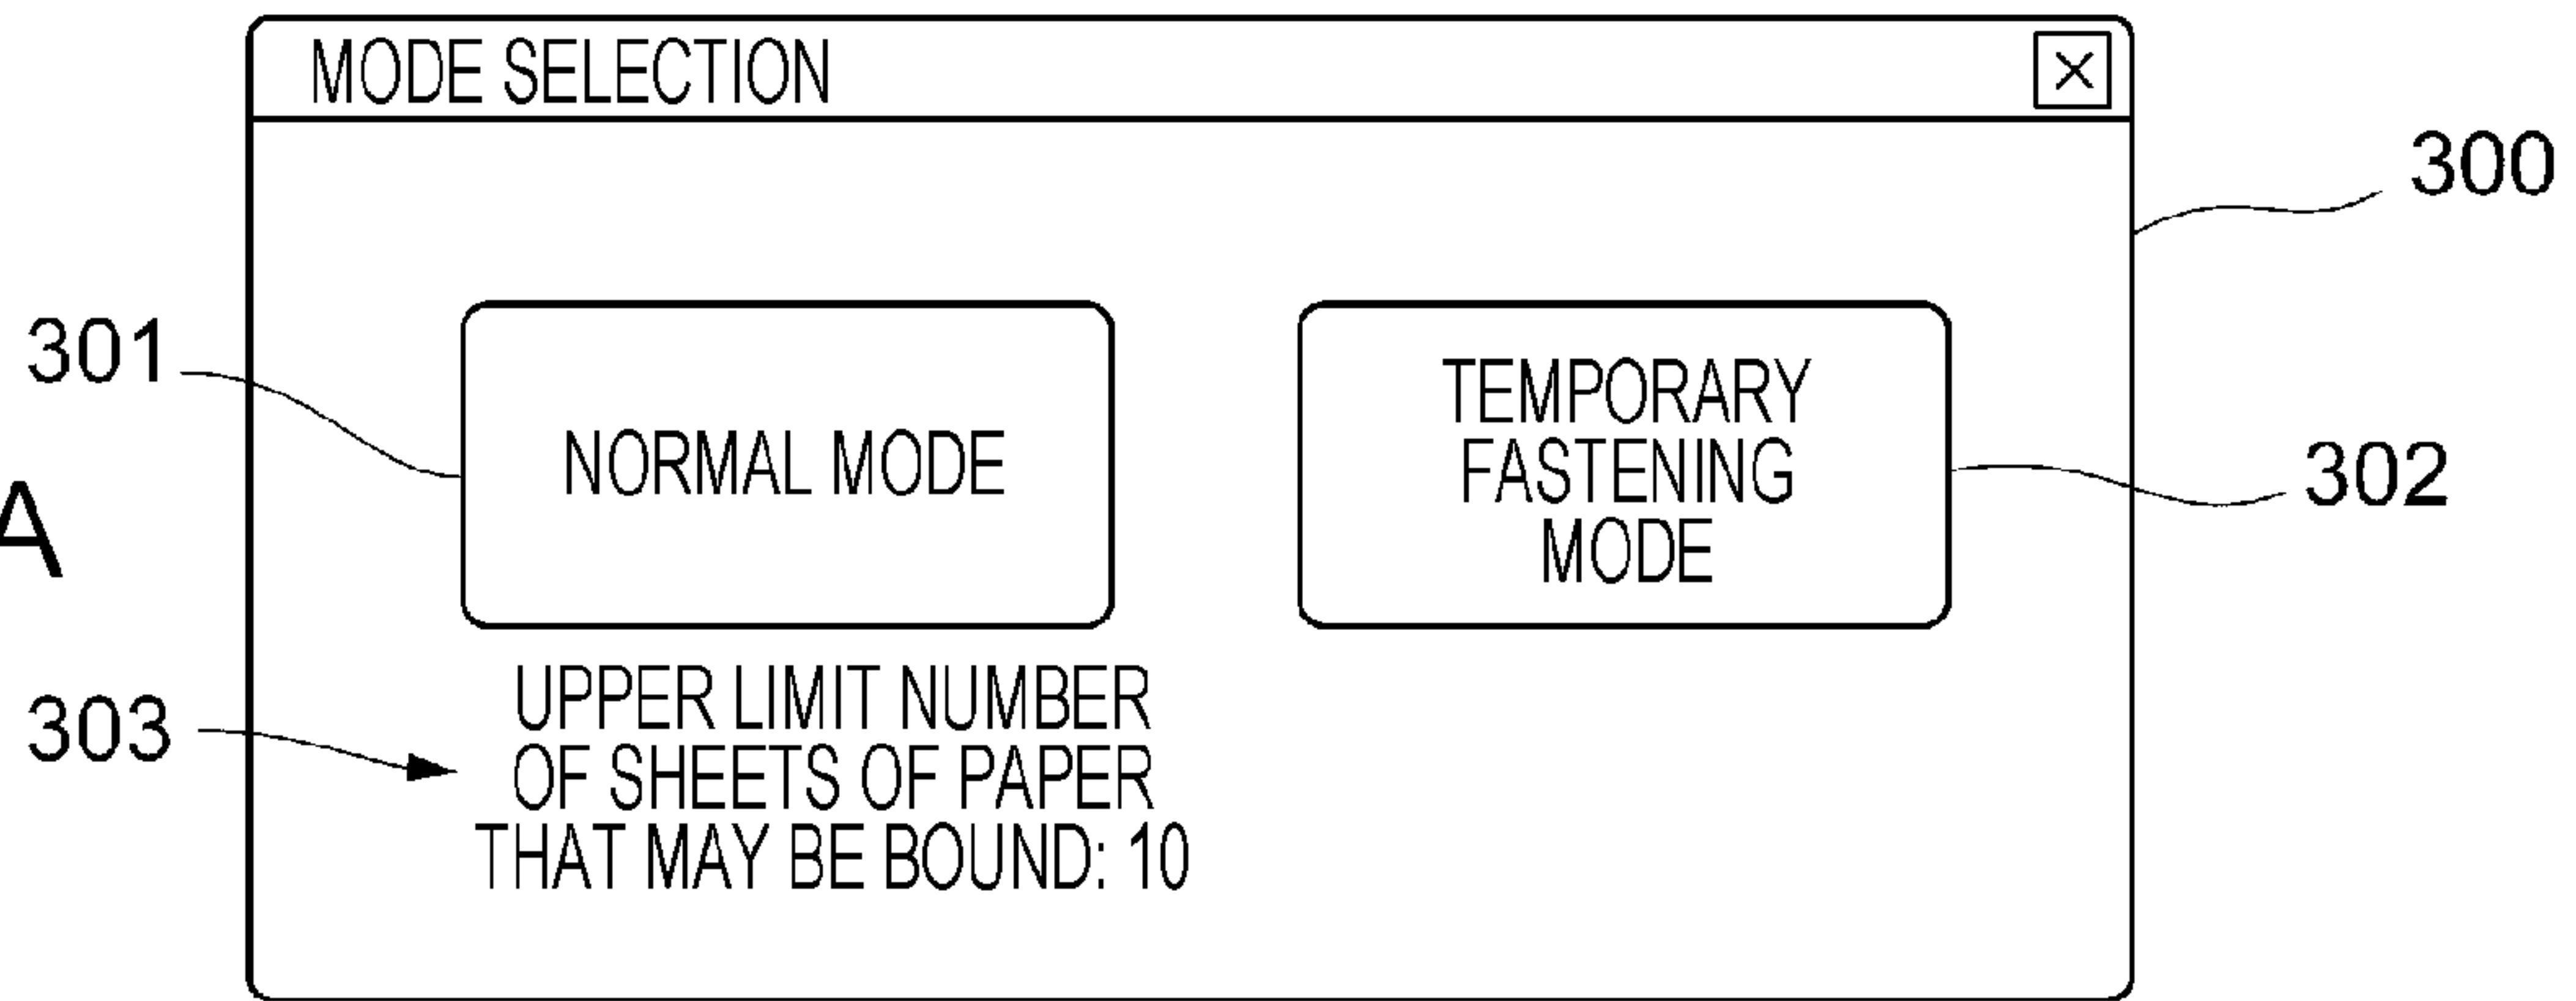 MODE SELECTION
X
300
301
NORMAL MODE
TEMPORARY
FASTENING
MODE
302
A
303
UPPER LIMIT NUMBER
OF SHEETS OF PAPER
THAT MAY BE BOUND: 10